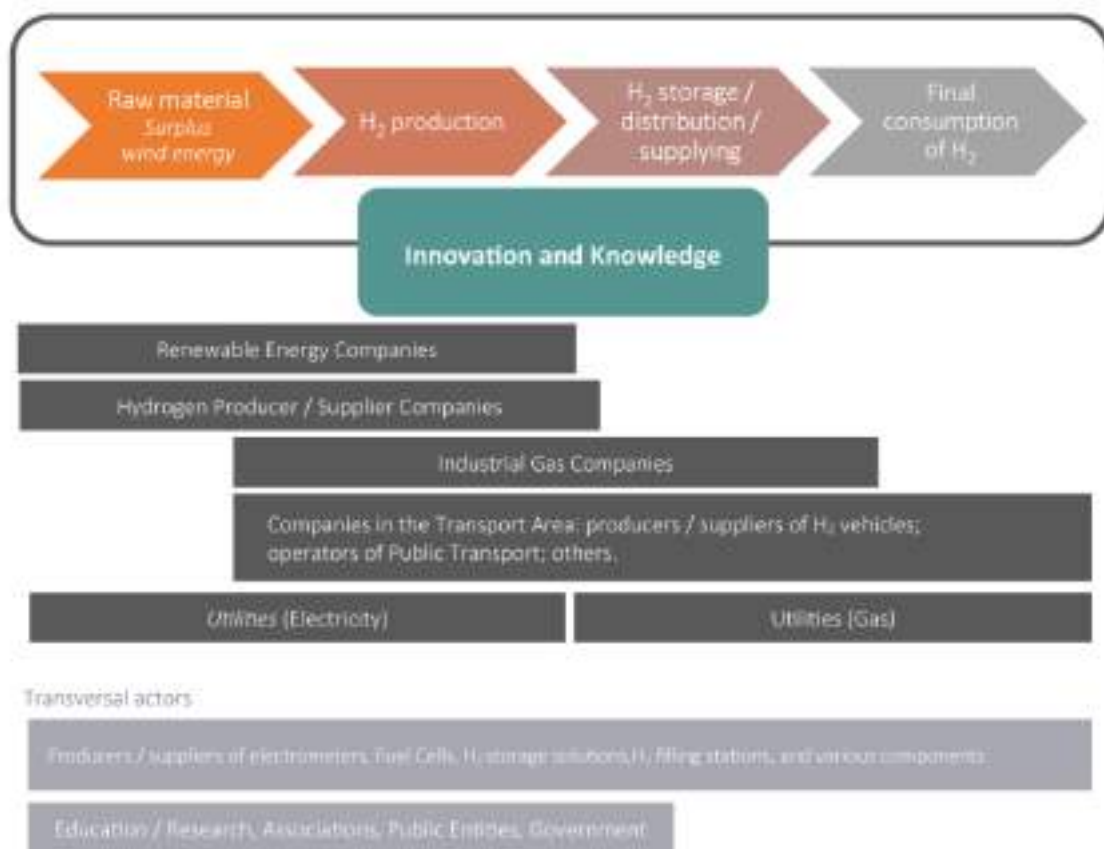 Raw material
Surplus
wind energy
H₂ production
H₂ storage /
distribution /
supplying
Final
consumption
of H₂
Innovation and Knowledge
Renewable Energy Companies
Hydrogen Producer / Supplier Companies
Industrial Gas Companies
Companies in the Transport Area: producers / suppliers of H₂ vehicles;
operators of Public Transport; others.
Utilities (Electricity)
Utilities (Gas)
Transversal actors
Producers / suppliers of electrometers, Fuel Cells, H₂ storage solutions,H₂ filling stations, and various components
Education / Research, Associations, Public Entities, Government